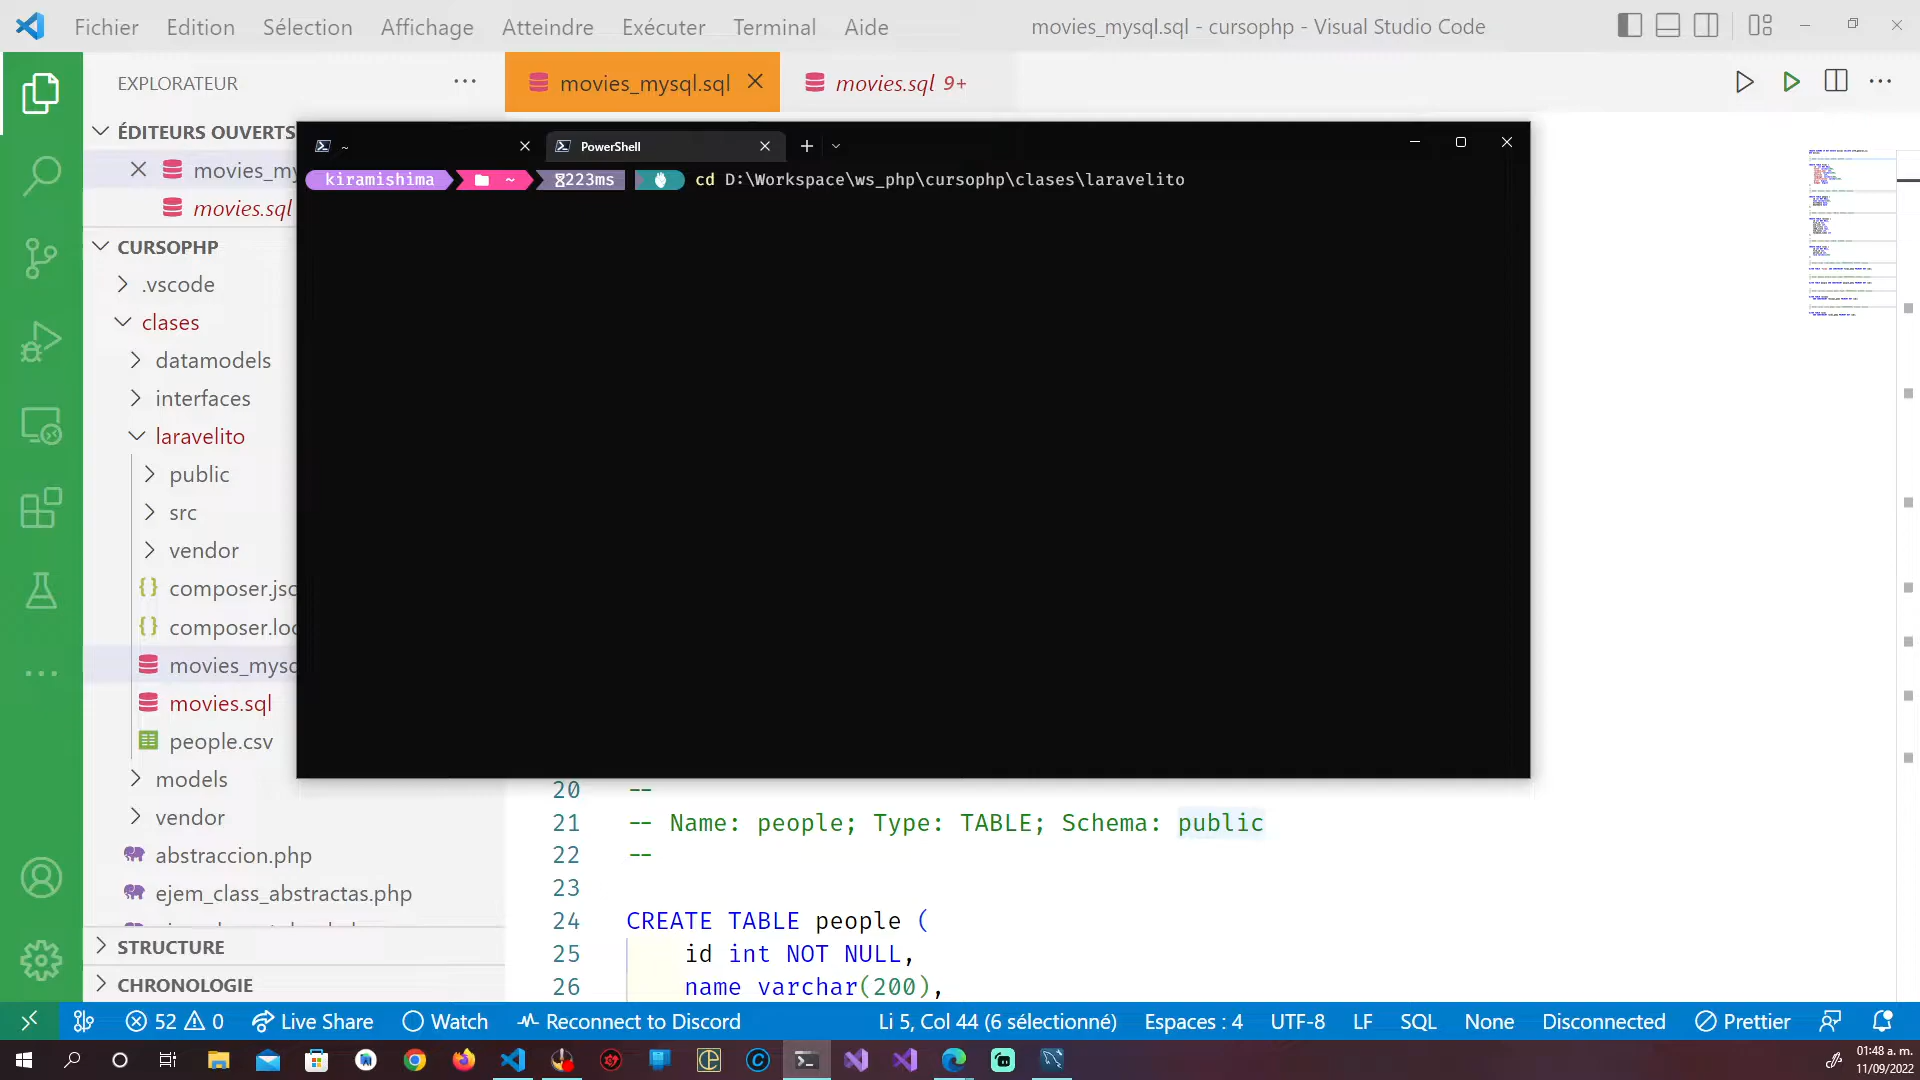 Fichier Edition Sélection Affichage Atteindre Exécuter Terminal Aide movies_mysql.sql - cursophp - Visual Studio Code
EXPLORATEUR
movies_mysql.sql
movies.sql 9+
ÉDITEURS OUVERTS
movies_my
movies.sql
CURSOPHP
.vscode
clases
datamodels
interfaces
laravelito
public
src
vendor
composer.jso
composer.loc
movies_mysc
movies.sql
people.csv
models
vendor
abstraccion.php
ejem_class_abstractas.php
STRUCTURE
CHRONOLOGIE
~
PowerShell
kiramishima ~ 223ms cd D:\Workspace\ws_php\cursophp\clases\laravelito
20 --
21 -- Name: people; Type: TABLE; Schema: public
22 --
23
24 CREATE TABLE people (
25 id int NOT NULL,
26 name varchar(200),
52 0 Live Share Watch Reconnect to Discord Li 5, Col 44 (6 sélectionné) Espaces : 4 UTF-8 LF SQL None Disconnected Prettier
01:48 a. m.
11/09/2022